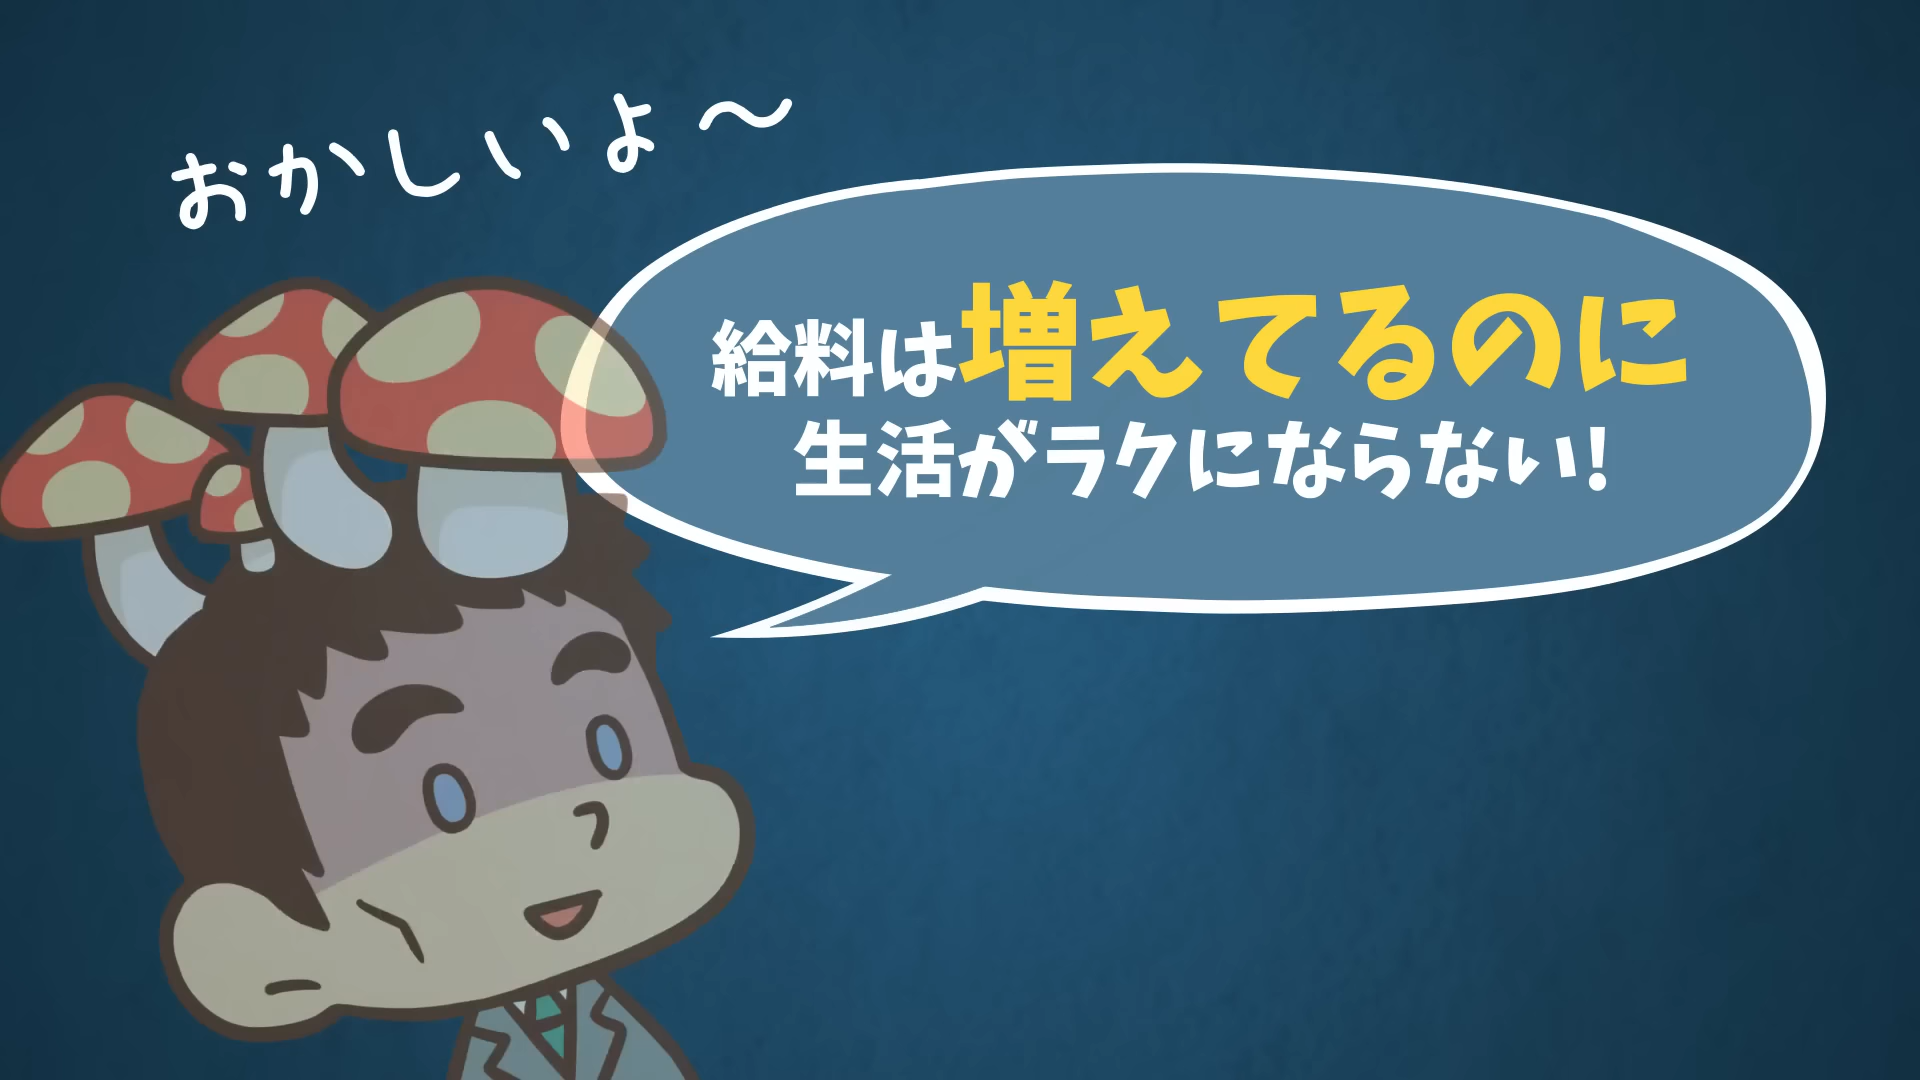 おかしいよ〜
給料は増えてるのに
生活がラクにならない!